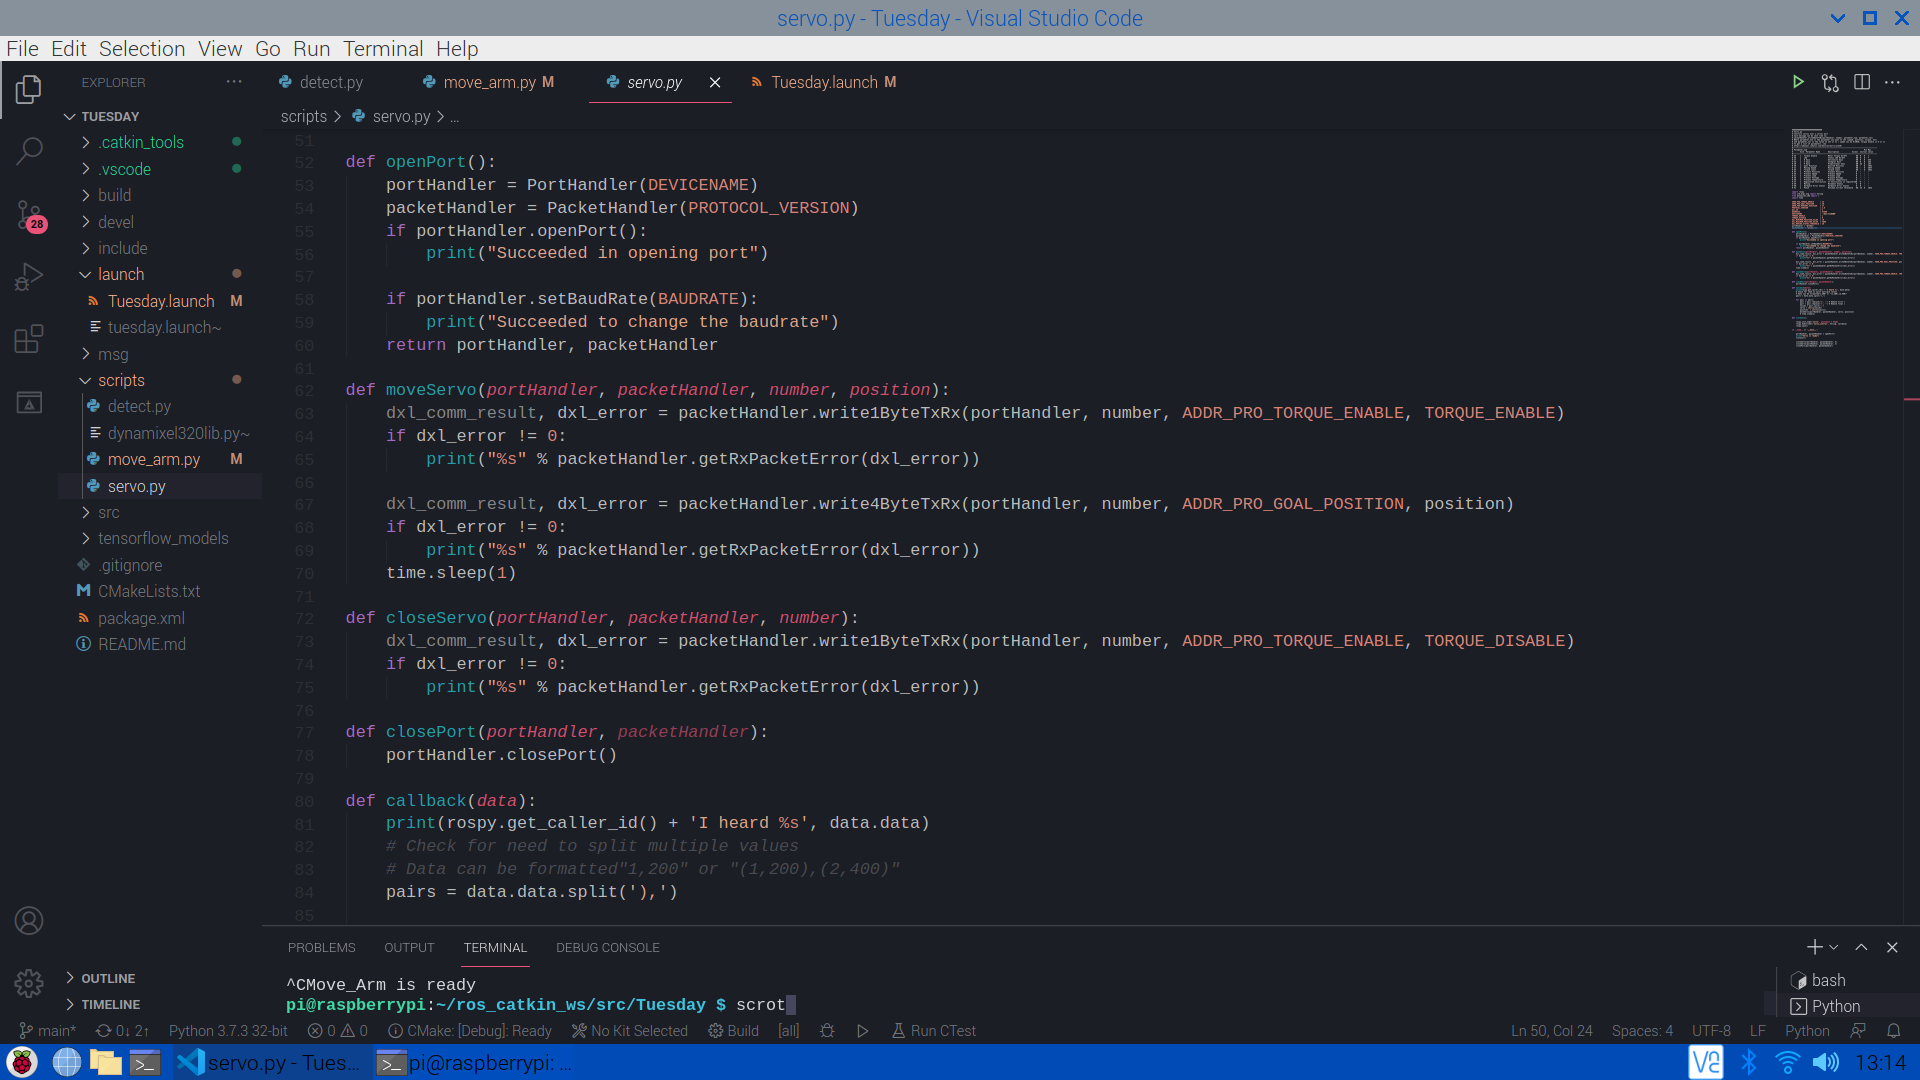 servo.py - Tuesday - Visual Studio Code
File Edit Selection View Go Run Terminal Help
EXPLORER
TUESDAY
.catkin_tools
.vscode
build
devel
include
launch
Tuesday.launch M
tuesday.launch~
msg
scripts
detect.py
dynamixel320lib.py~
move_arm.py M
servo.py
src
tensorflow_models
.gitignore
CMakeLists.txt
package.xml
README.md
OUTLINE
TIMELINE
28
detect.py move_arm.py M servo.py Tuesday.launch M
scripts > servo.py > ...
51
52 def openPort():
53 portHandler = PortHandler(DEVICENAME)
54 packetHandler = PacketHandler(PROTOCOL_VERSION)
55 if portHandler.openPort():
56 print("Succeeded in opening port")
57
58 if portHandler.setBaudRate(BAUDRATE):
59 print("Succeeded to change the baudrate")
60 return portHandler, packetHandler
61
62 def moveServo(portHandler, packetHandler, number, position):
63 dxl_comm_result, dxl_error = packetHandler.write1ByteTxRx(portHandler, number, ADDR_PRO_TORQUE_ENABLE, TORQUE_ENABLE)
64 if dxl_error != 0:
65 print("%s" % packetHandler.getRxPacketError(dxl_error))
66
67 dxl_comm_result, dxl_error = packetHandler.write4ByteTxRx(portHandler, number, ADDR_PRO_GOAL_POSITION, position)
68 if dxl_error != 0:
69 print("%s" % packetHandler.getRxPacketError(dxl_error))
70 time.sleep(1)
71
72 def closeServo(portHandler, packetHandler, number):
73 dxl_comm_result, dxl_error = packetHandler.write1ByteTxRx(portHandler, number, ADDR_PRO_TORQUE_ENABLE, TORQUE_DISABLE)
74 if dxl_error != 0:
75 print("%s" % packetHandler.getRxPacketError(dxl_error))
76
77 def closePort(portHandler, packetHandler):
78 portHandler.closePort()
79
80 def callback(data):
81 print(rospy.get_caller_id() + 'I heard %s', data.data)
82 # Check for need to split multiple values
83 # Data can be formatted"1,200" or "(1,200),(2,400)"
84 pairs = data.data.split('),')
85
PROBLEMS OUTPUT TERMINAL DEBUG CONSOLE
^CMove_Arm is ready
pi@raspberrypi:~/ros_catkin_ws/src/Tuesday $ scrot
bash
Python
main* 0↓ 2↑ Python 3.7.3 32-bit 0 0 CMake: [Debug]: Ready No Kit Selected Build [all] Run CTest Ln 50, Col 24 Spaces: 4 UTF-8 LF Python
servo.py - Tues... pi@raspberrypi: ... 13:14